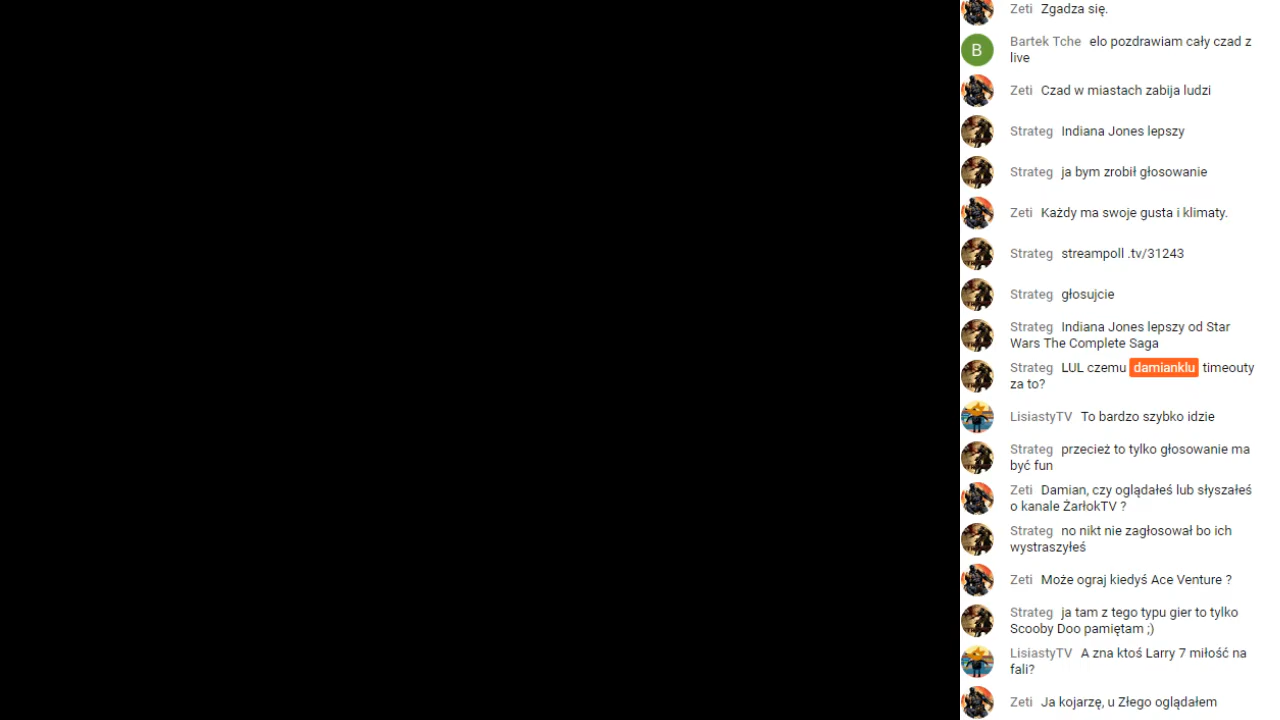 Zeti Zgadza się.
B Bartek Tche elo pozdrawiam cały czad z
live
Zeti Czad w miastach zabija ludzi
Strateg Indiana Jones lepszy
Strateg ja bym zrobił głosowanie
Zeti Każdy ma swoje gusta i klimaty.
Strateg streampoll .tv/31243
Strateg głosujcie
Strateg Indiana Jones lepszy od Star
Wars The Complete Saga
Strateg LUL czemu damianklu timeouty
za to?
LisiastyTV To bardzo szybko idzie
Strateg przecież to tylko głosowanie ma
być fun
Zeti Damian, czy oglądałeś lub słyszałeś
o kanale ŻarłokTV ?
Strateg no nikt nie zagłosował bo ich
wystraszyłeś
Zeti Może ograj kiedyś Ace Venture ?
Strateg ja tam z tego typu gier to tylko
Scooby Doo pamiętam ;)
LisiastyTV A zna ktoś Larry 7 miłość na
fali?
Zeti Ja kojarzę, u Złego oglądałem